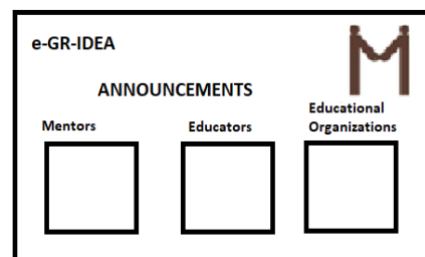 e-GR-IDEA
ANNOUNCEMENTS
Mentors
Educators
Educational
Organizations